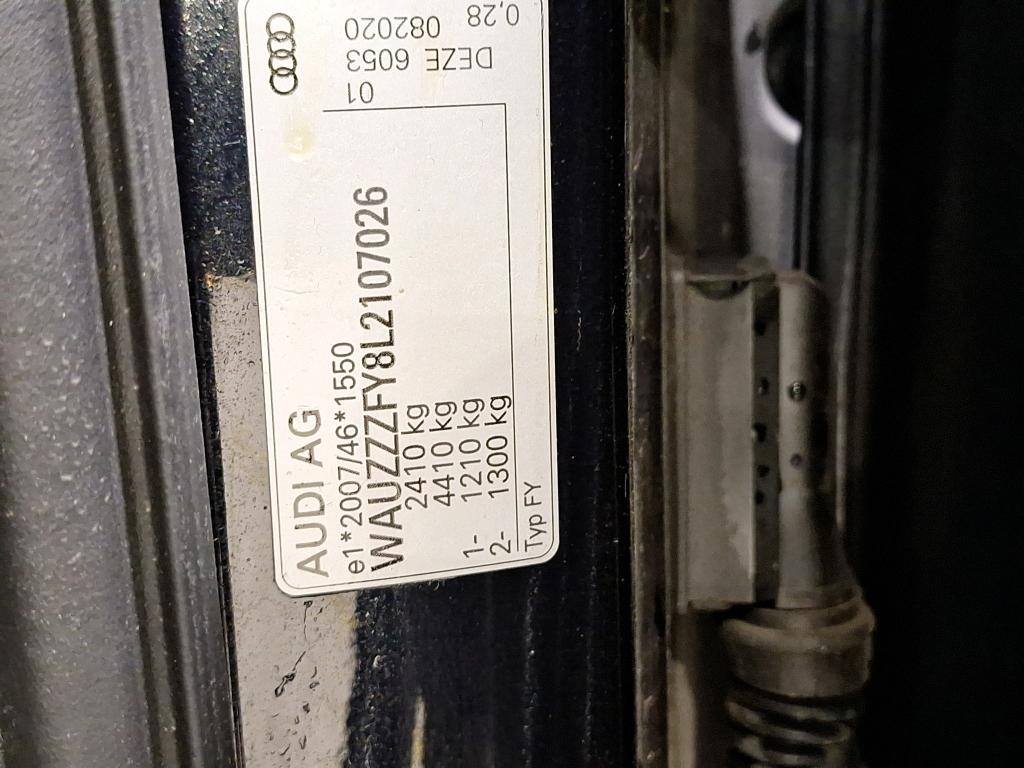 AUDI AG
e1*2007/46*1550
WAUZZZFY8L2107026
2410 kg
4410 kg
1- 1210 kg
2- 1300 kg
Typ FY
01
DEZE 6053
082020
0,28